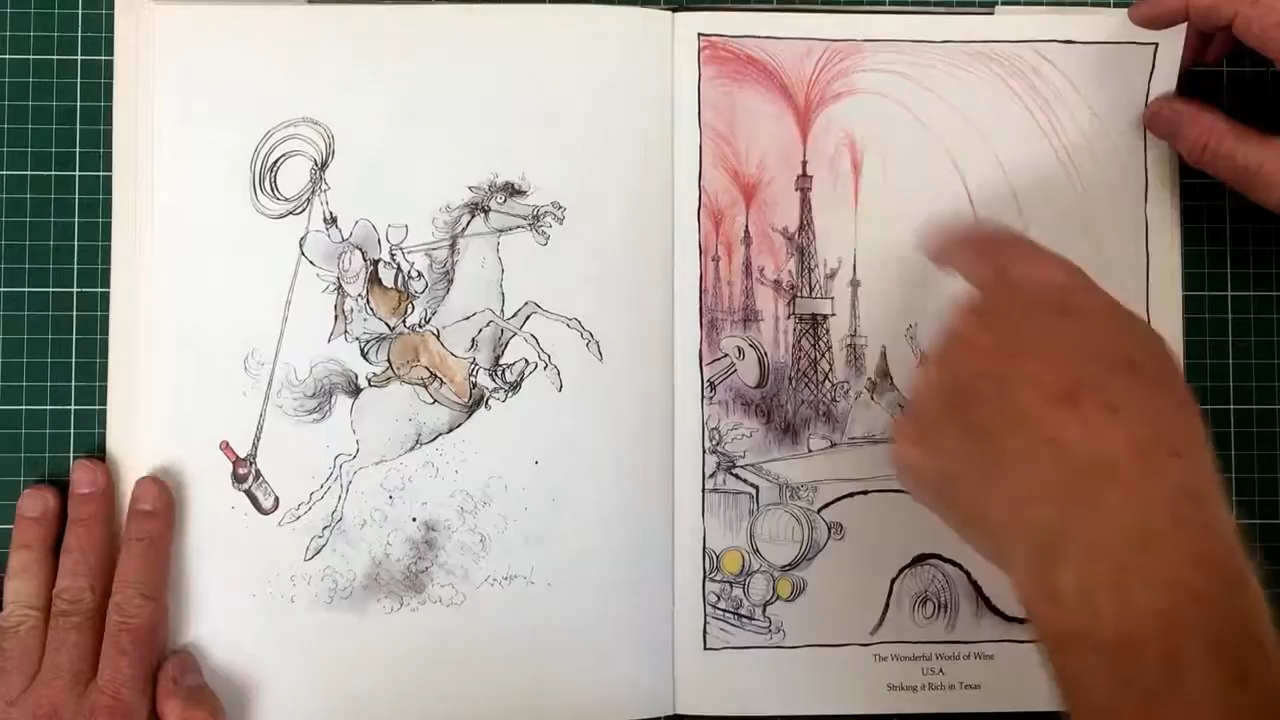 The Wonderful World of Wine
U.S.A.
Striking it Rich in Texas